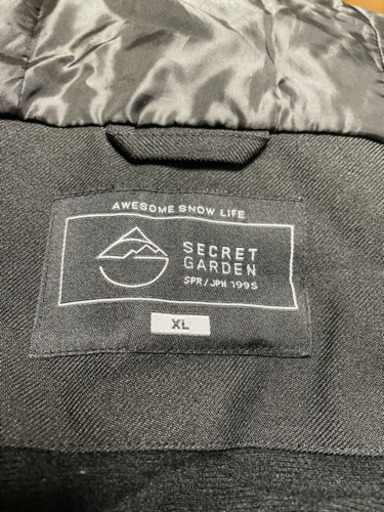 AWESOME SNOW LIFE
SECRET
GARDEN
SPR/JPN 1995
XL